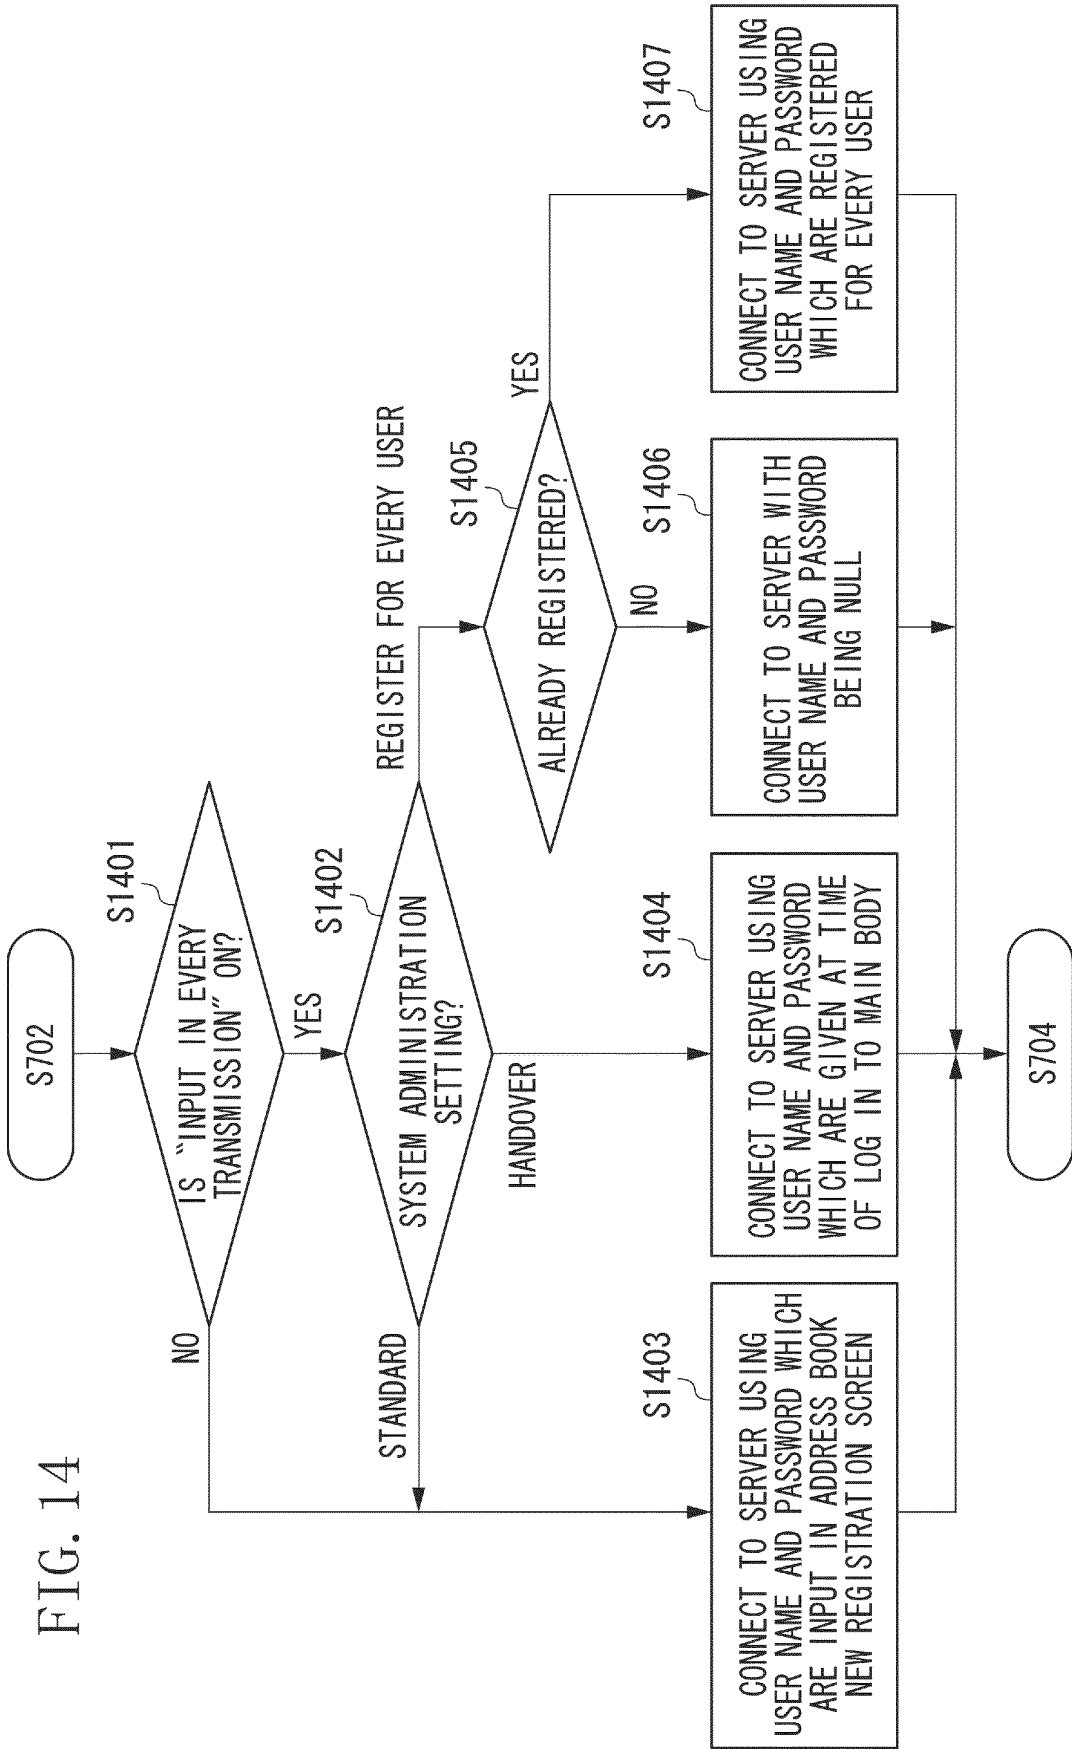 FIG. 14
S702
S1401
IS “INPUT IN EVERY
TRANSMISSION” ON?
NO
YES
S1402
SYSTEM ADMINISTRATION
SETTING?
STANDARD
HANDOVER
REGISTER FOR EVERY USER
S1405
ALREADY REGISTERED?
YES
NO
S1403
CONNECT TO SERVER USING
USER NAME AND PASSWORD WHICH
ARE INPUT IN ADDRESS BOOK
NEW REGISTRATION SCREEN
S1404
CONNECT TO SERVER USING
USER NAME AND PASSWORD
WHICH ARE GIVEN AT TIME
OF LOG IN TO MAIN BODY
S1406
CONNECT TO SERVER WITH
USER NAME AND PASSWORD
BEING NULL
S1407
CONNECT TO SERVER USING
USER NAME AND PASSWORD
WHICH ARE REGISTERED
FOR EVERY USER
S704